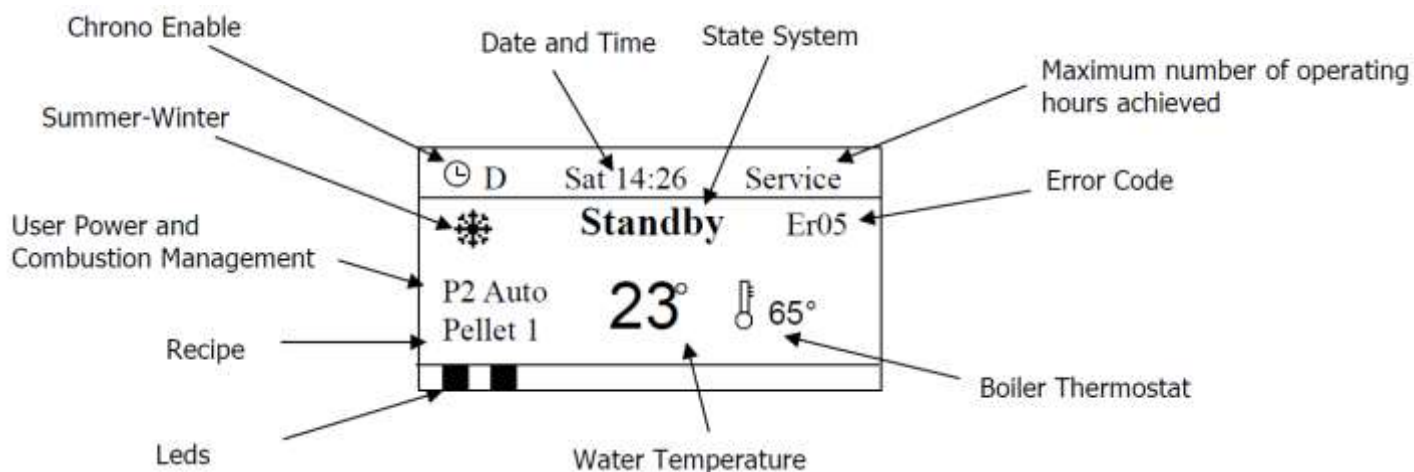 Chrono Enable
Date and Time
State System
Maximum number of operating
hours achieved
Summer-Winter
D Sat 14:26 Service
Error Code
Standby Er05
User Power and
Combustion Management
P2 Auto 23° 65°
Pellet 1
Recipe
Boiler Thermostat
Leds
Water Temperature